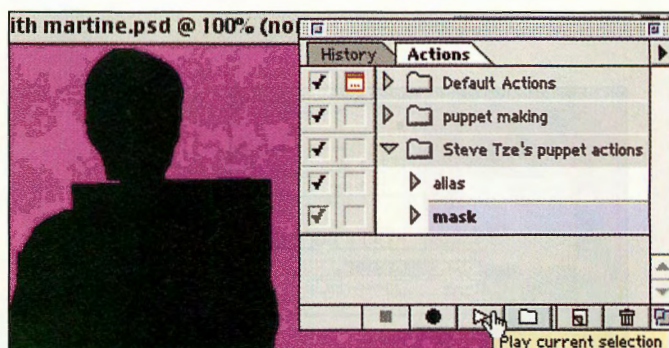 ith martine.psd @ 100% (no
History
Actions
Default Actions
puppet making
Steve Tze's puppet actions
alias
mask
Play current selection